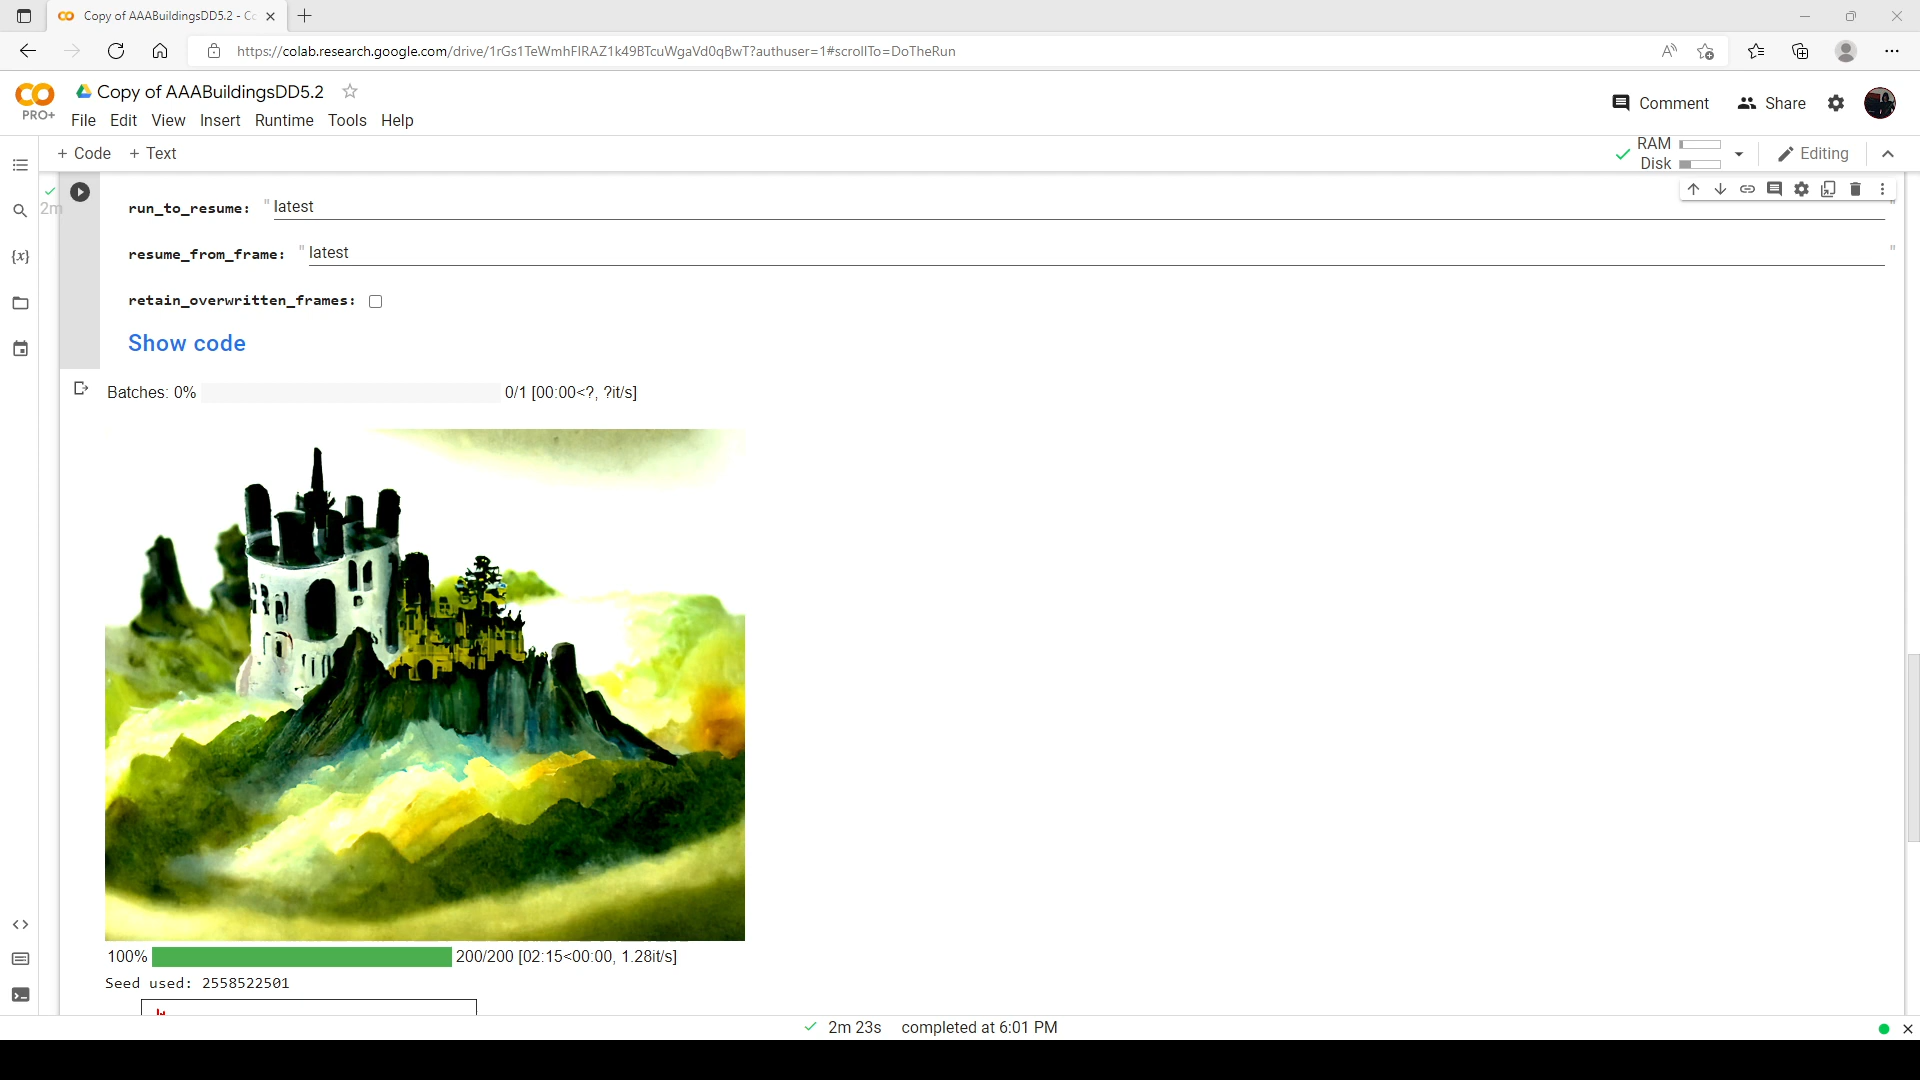 Copy of AAABuildingsDD5.2 - Co
https://colab.research.google.com/drive/1rGs1TeWmhFIRAZ1k49BTcuWgaVd0qBwT?authuser=1#scrollTo=DoTheRun
CO
PRO+
Copy of AAABuildingsDD5.2
File Edit View Insert Runtime Tools Help
Comment Share
+ Code + Text
RAM
Disk
Editing
2m
run_to_resume: "latest"
resume_from_frame: "latest"
retain_overwritten_frames:
Show code
Batches: 0% 0/1 [00:00<?, ?it/s]
100% 200/200 [02:15<00:00, 1.28it/s]
Seed used: 2558522501
2m 23s completed at 6:01 PM